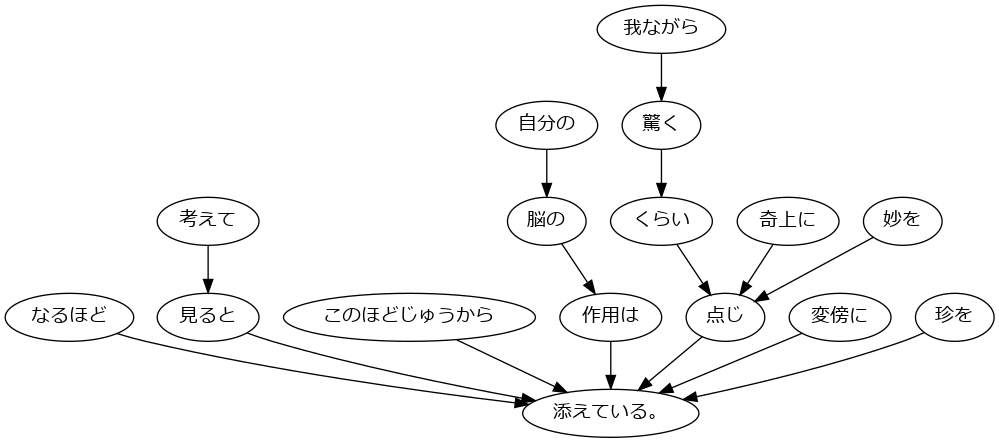 我ながら
自分の
驚く
考えて
脳の
くらい
奇上に
妙を
なるほど
見ると
このほどじゅうから
作用は
点じ
変傍に
珍を
添えている。